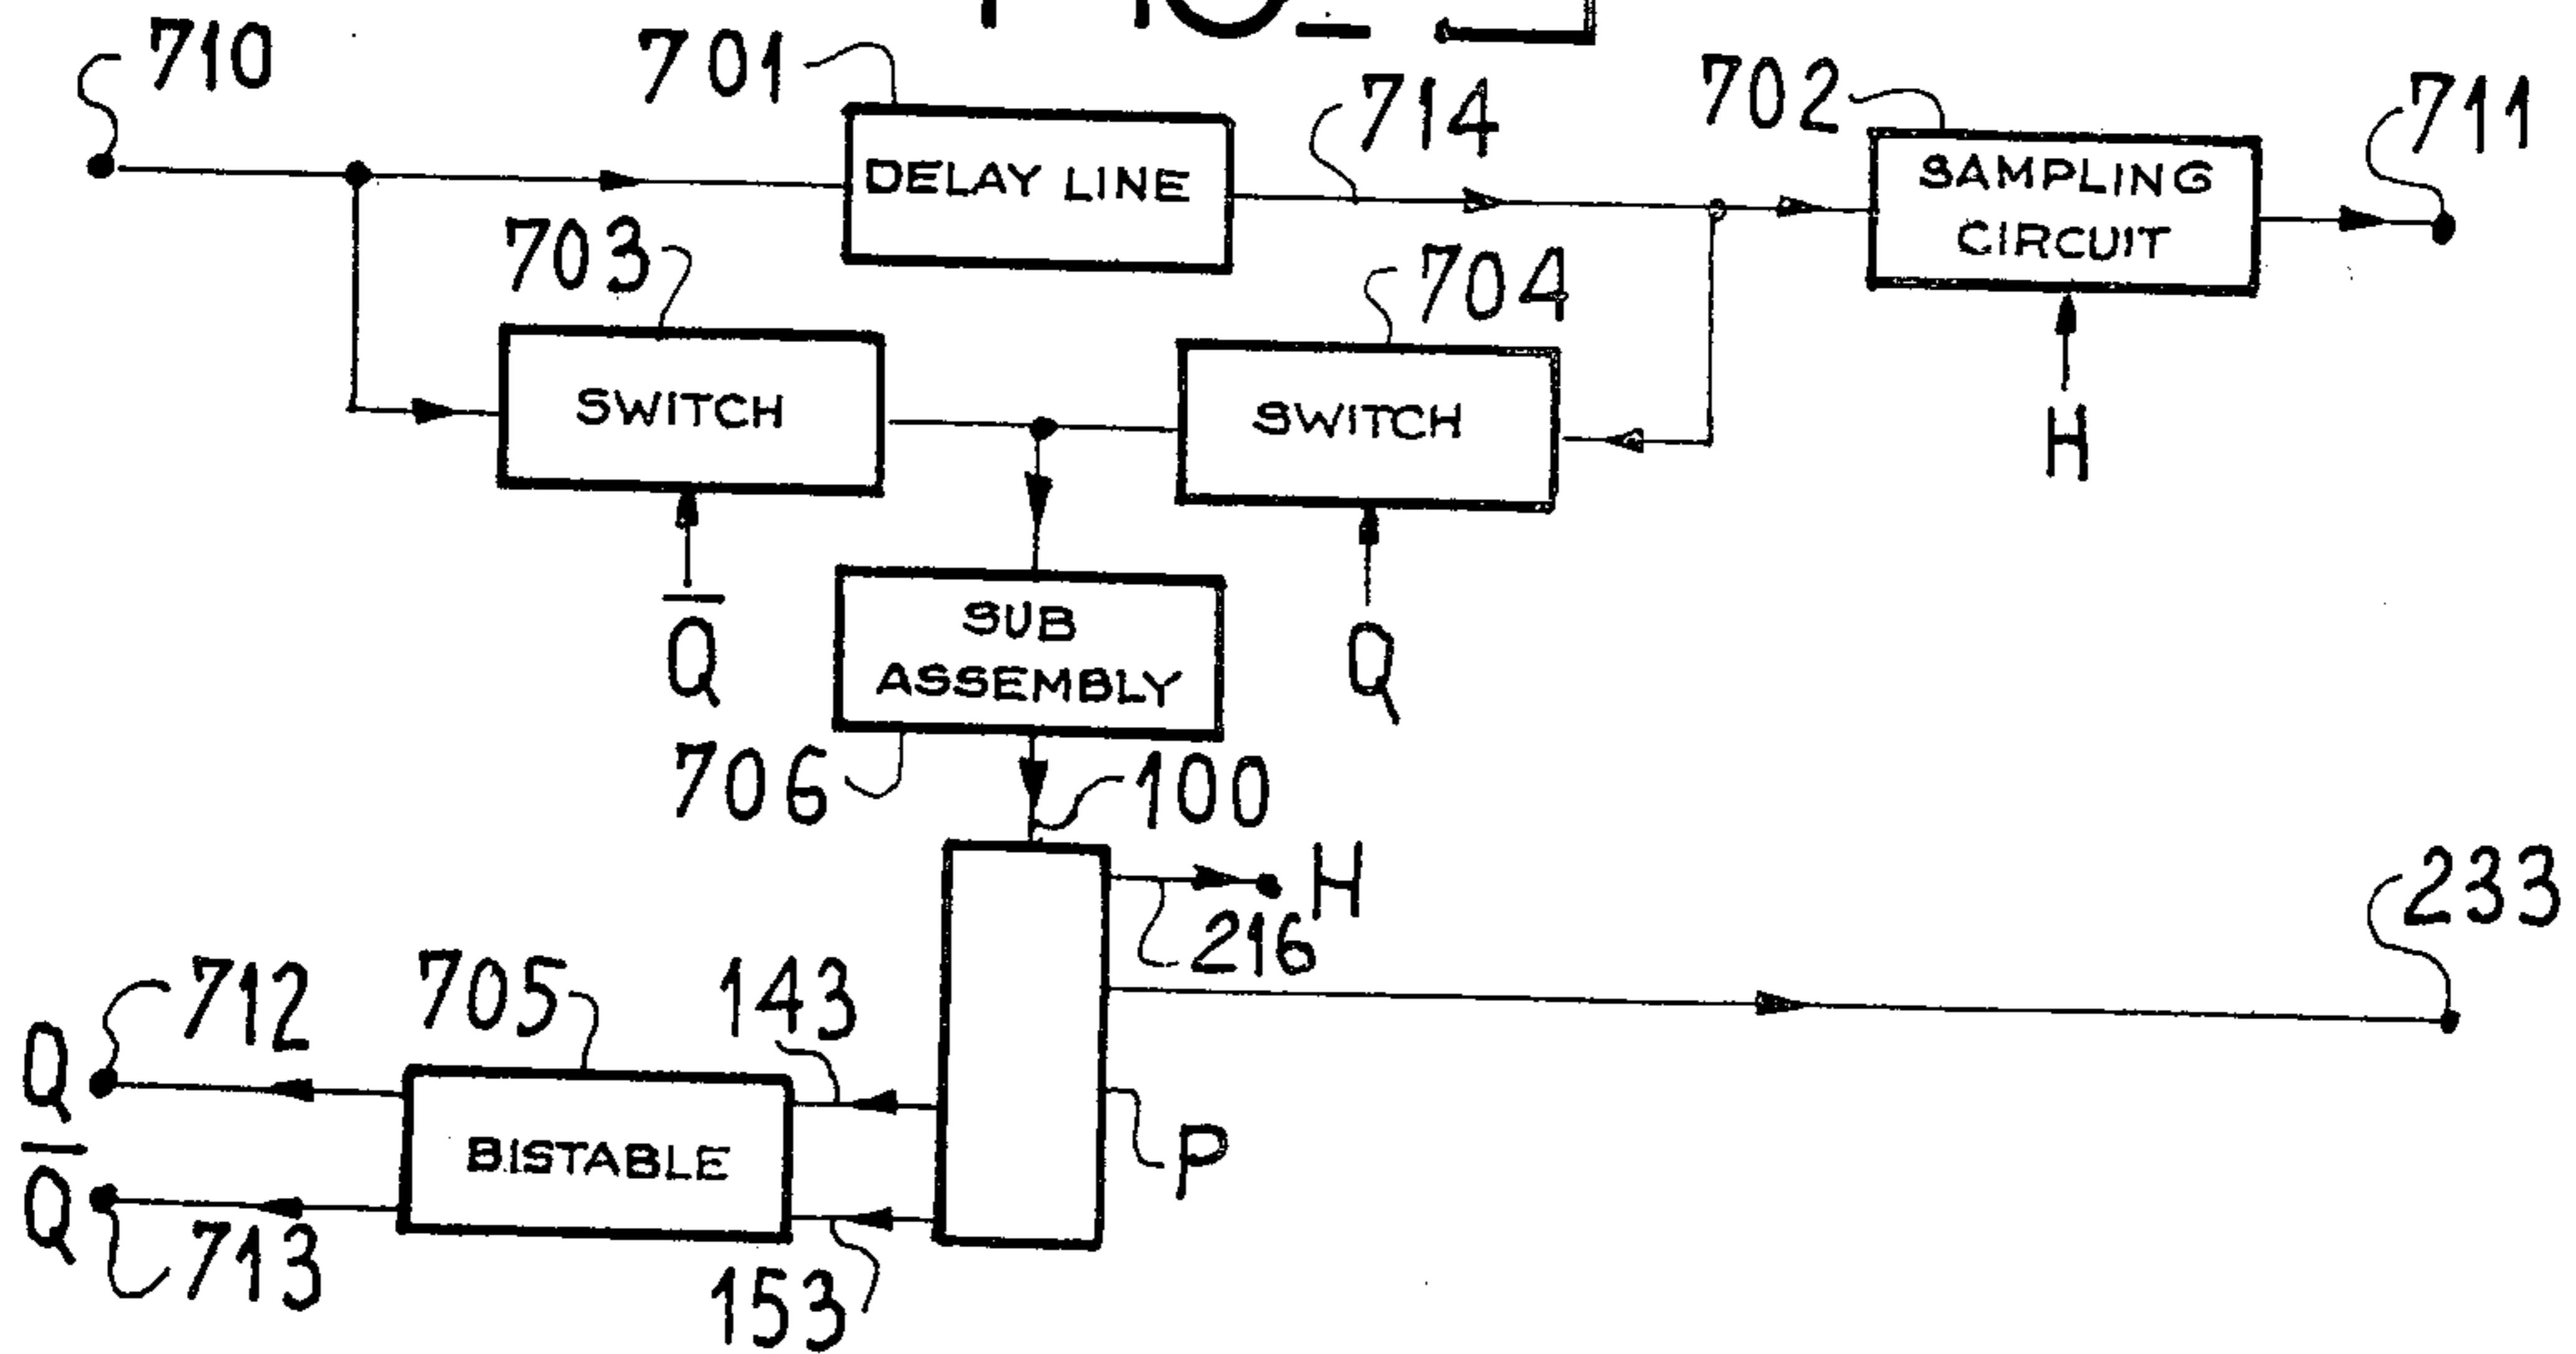 710
701
714
702
711
DELAY LINE
SAMPLING
CIRCUIT
703
704
SWITCH
SWITCH
H
Q̅
Q
SUB
ASSEMBLY
706
100
H
216
233
712
705
143
Q
BISTABLE
P
Q̅
713
153